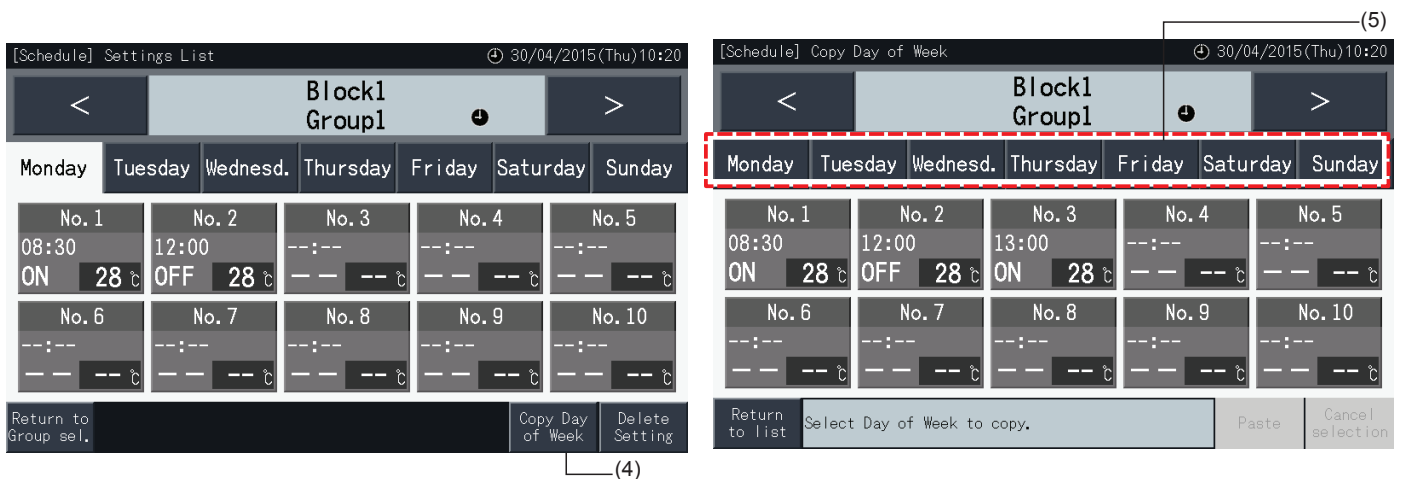 (5)
[Schedule] Settings List 30/04/2015(Thu)10:20
< Block1 >
Group1
Monday Tuesday Wednesd. Thursday Friday Saturday Sunday
No.1 No.2 No.3 No.4 No.5
08:30 12:00 --:-- --:-- --:--
ON 28℃ OFF 28℃ -- --℃ -- --℃ -- --℃
No.6 No.7 No.8 No.9 No.10
--:-- --:-- --:-- --:-- --:--
-- --℃ -- --℃ -- --℃ -- --℃ -- --℃
Return to Copy Day Delete
Group sel. of Week Setting
(4)
[Schedule] Copy Day of Week 30/04/2015(Thu)10:20
< Block1 >
Group1
Monday Tuesday Wednesd. Thursday Friday Saturday Sunday
No.1 No.2 No.3 No.4 No.5
08:30 12:00 13:00 --:-- --:--
ON 28℃ OFF 28℃ ON 28℃ -- --℃ -- --℃
No.6 No.7 No.8 No.9 No.10
--:-- --:-- --:-- --:-- --:--
-- --℃ -- --℃ -- --℃ -- --℃ -- --℃
Return Select Day of Week to copy. Paste Cancel
to list selection